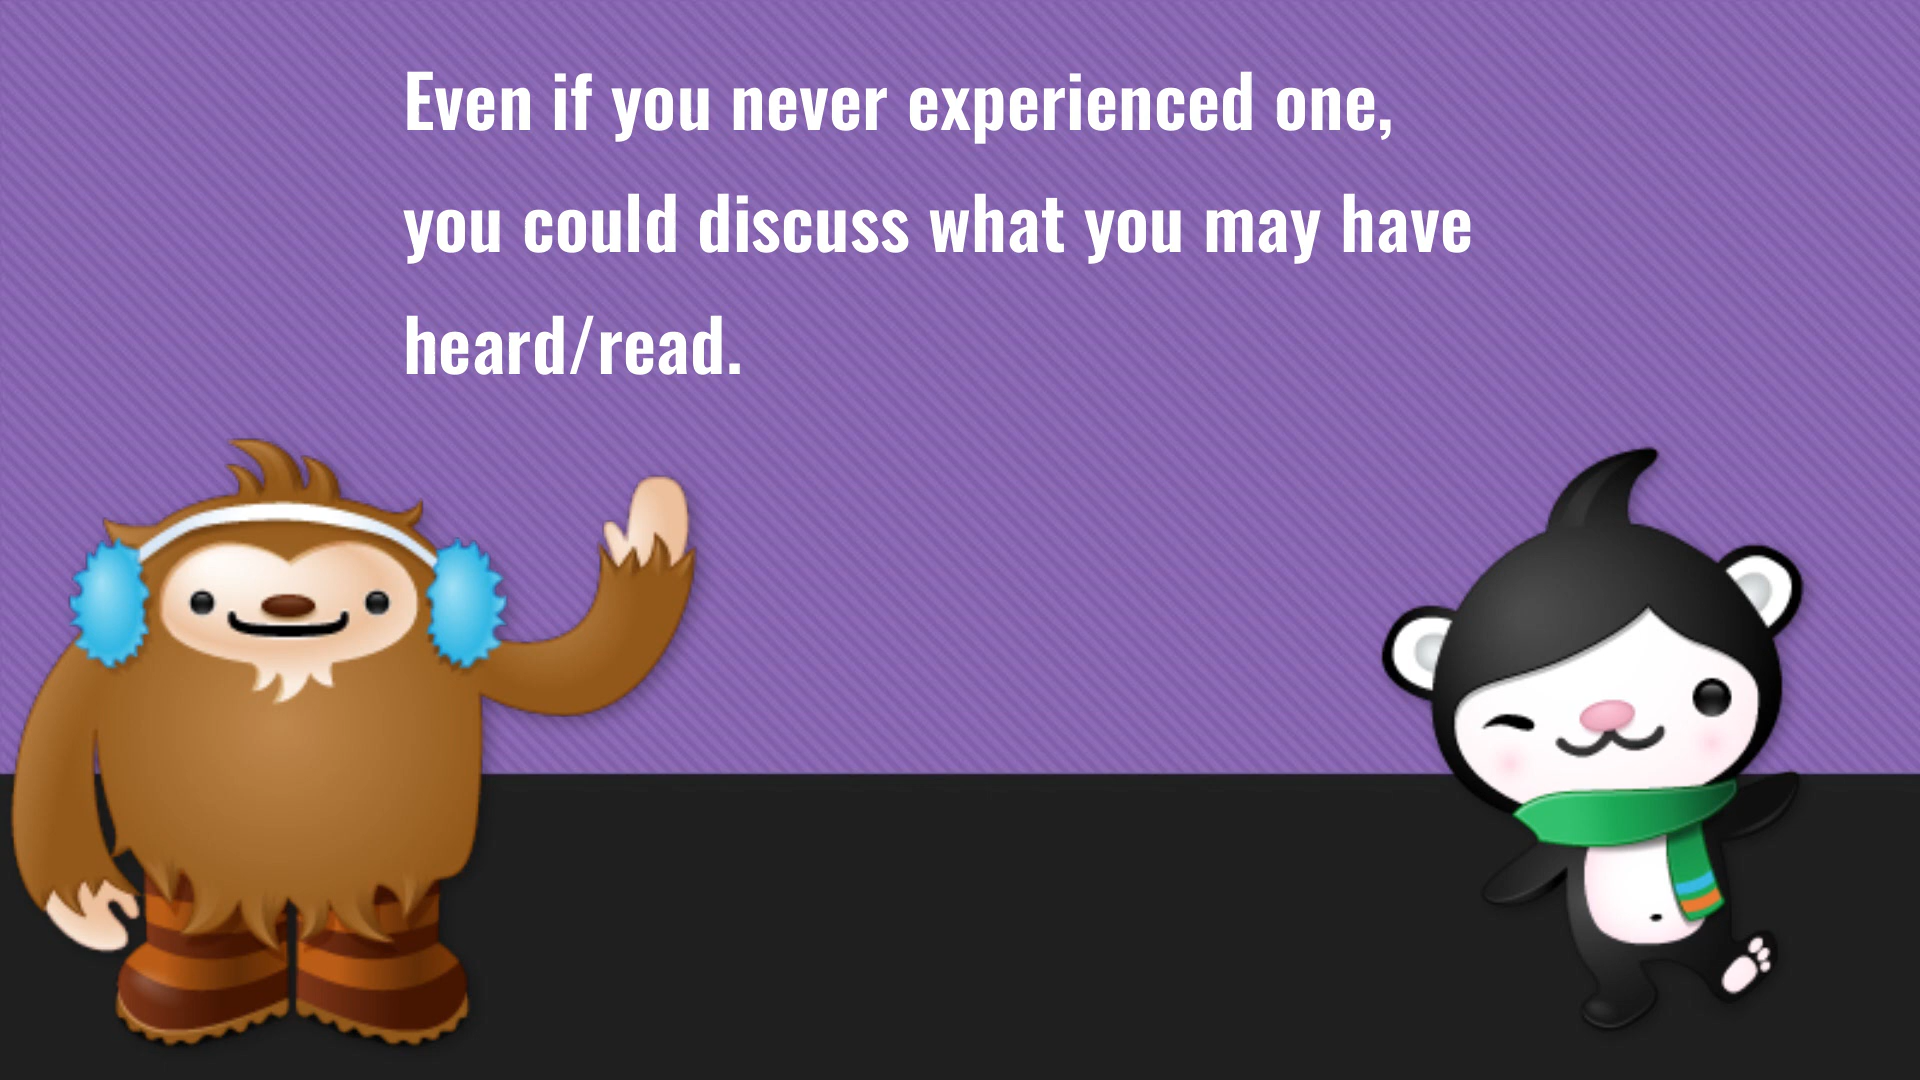 Even if you never experienced one,
you could discuss what you may have
heard/read.